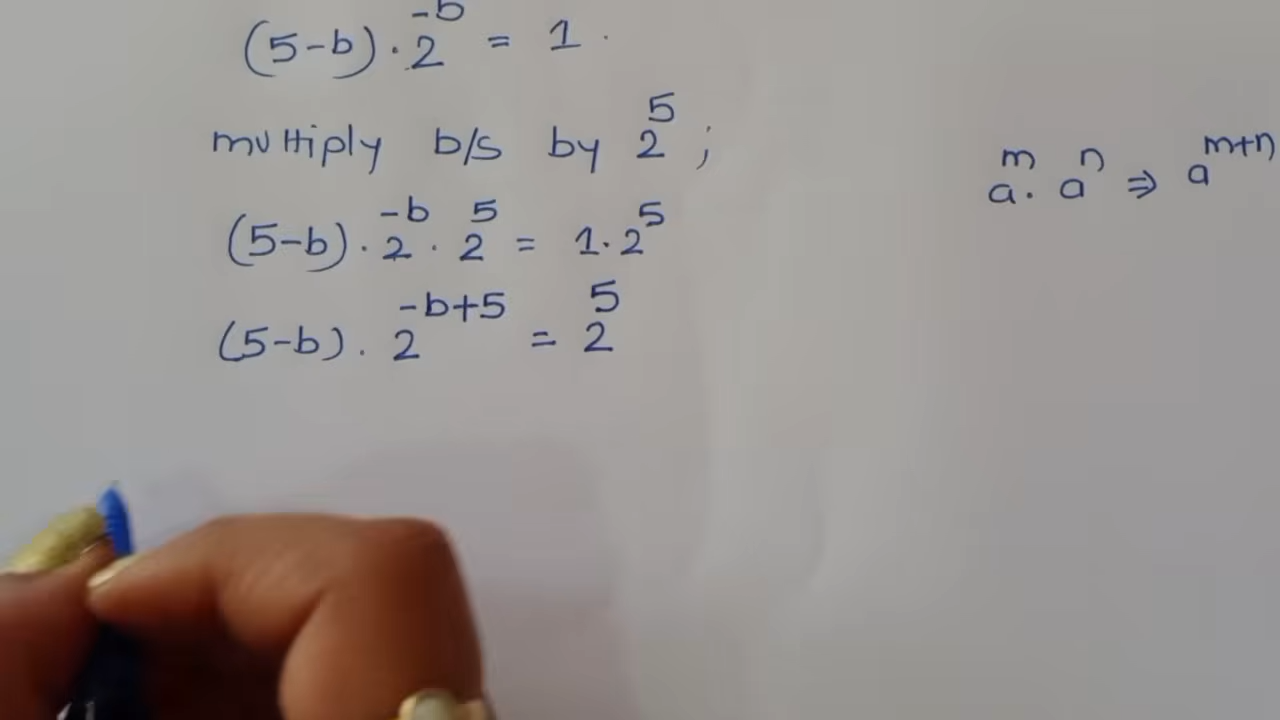 (5-b) · 2^-b = 1 ·
multiply b/s by 2^5 ;
a^m · a^n ⇒ a^m+n
(5-b) · 2^-b · 2^5 = 1 · 2^5
(5-b) · 2^-b+5 = 2^5